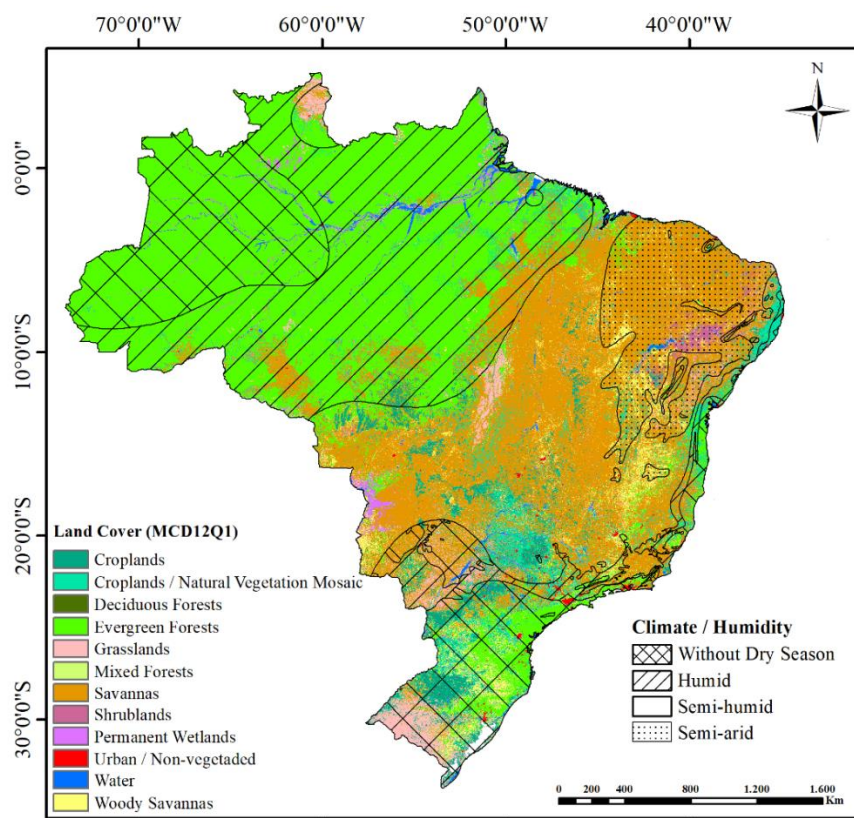 70°0'0"W 60°0'0"W 50°0'0"W 40°0'0"W
N
0°0'0"
10°0'0"S
20°0'0"S
30°0'0"S
Land Cover (MCD12Q1)
Croplands
Croplands / Natural Vegetation Mosaic
Deciduous Forests
Evergreen Forests
Grasslands
Mixed Forests
Savannas
Shrublands
Permanent Wetlands
Urban / Non-vegetaded
Water
Woody Savannas
Climate / Humidity
Without Dry Season
Humid
Semi-humid
Semi-arid
0 200 400 800 1.200 1.600
Km